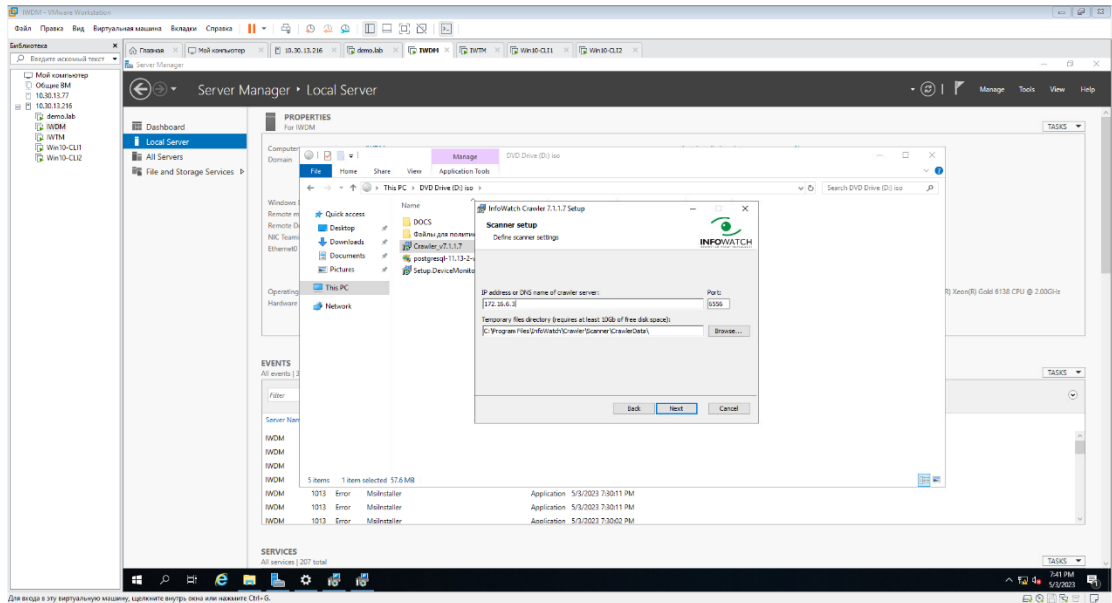 IWDM - VMware Workstation
Файл Правка Вид Виртуальная машина Вкладки Справка
Библиотека
Введите искомый текст
Мой компьютер
Общие ВМ
10.30.13.77
10.30.13.216
demo.lab
IWDM
IWTM
Win10-CLI1
Win10-CLI2
Главная Мой компьютер 10.30.13.216 demo.lab IWDM IWTM Win10-CLI1 Win10-CLI2
Server Manager
Server Manager Local Server
Manage Tools View Help
Dashboard
Local Server
All Servers
File and Storage Services
PROPERTIES
For IWDM
TASKS
Domain
Hardware
R) Xeon(R) Gold 6138 CPU @ 2.00GHz
Manage DVD Drive (D:) iso
File Home Share View Application Tools
This PC DVD Drive (D:) iso
Search DVD Drive (D:) iso
Quick access
Desktop
Downloads
Documents
Pictures
This PC
Network
Name
DOCS
Файлы для
Crawler_v7.1.1.7
postgresql-11.13-2-
Setup.DeviceMonito
5 items 1 item selected 57.6 MB
InfoWatch Crawler 7.1.1.7 Setup
Scanner setup
Define scanner settings
INFOWATCH
IP address or DNS name of crawler server: Port:
172.16.6.3 6556
Temporary files directory (requires at least 10Gb of free disk space):
C:\Program Files\InfoWatch\Crawler\Scanner\CrawlerData\ Browse...
Back Next Cancel
EVENTS
TASKS
Filter
Server Nam
IWDM
IWDM
IWDM
IWDM
IWDM 1013 Error MsiInstaller Application 5/3/2023 7:30:11 PM
IWDM 1013 Error MsiInstaller Application 5/3/2023 7:30:11 PM
IWDM 1013 Error MsiInstaller Application 5/3/2023 7:30:02 PM
SERVICES
All services | 207 total
TASKS
7:41 PM
5/3/2023
Для входа в эту виртуальную машину, щелкните внутрь окна или нажмите Ctrl+G.